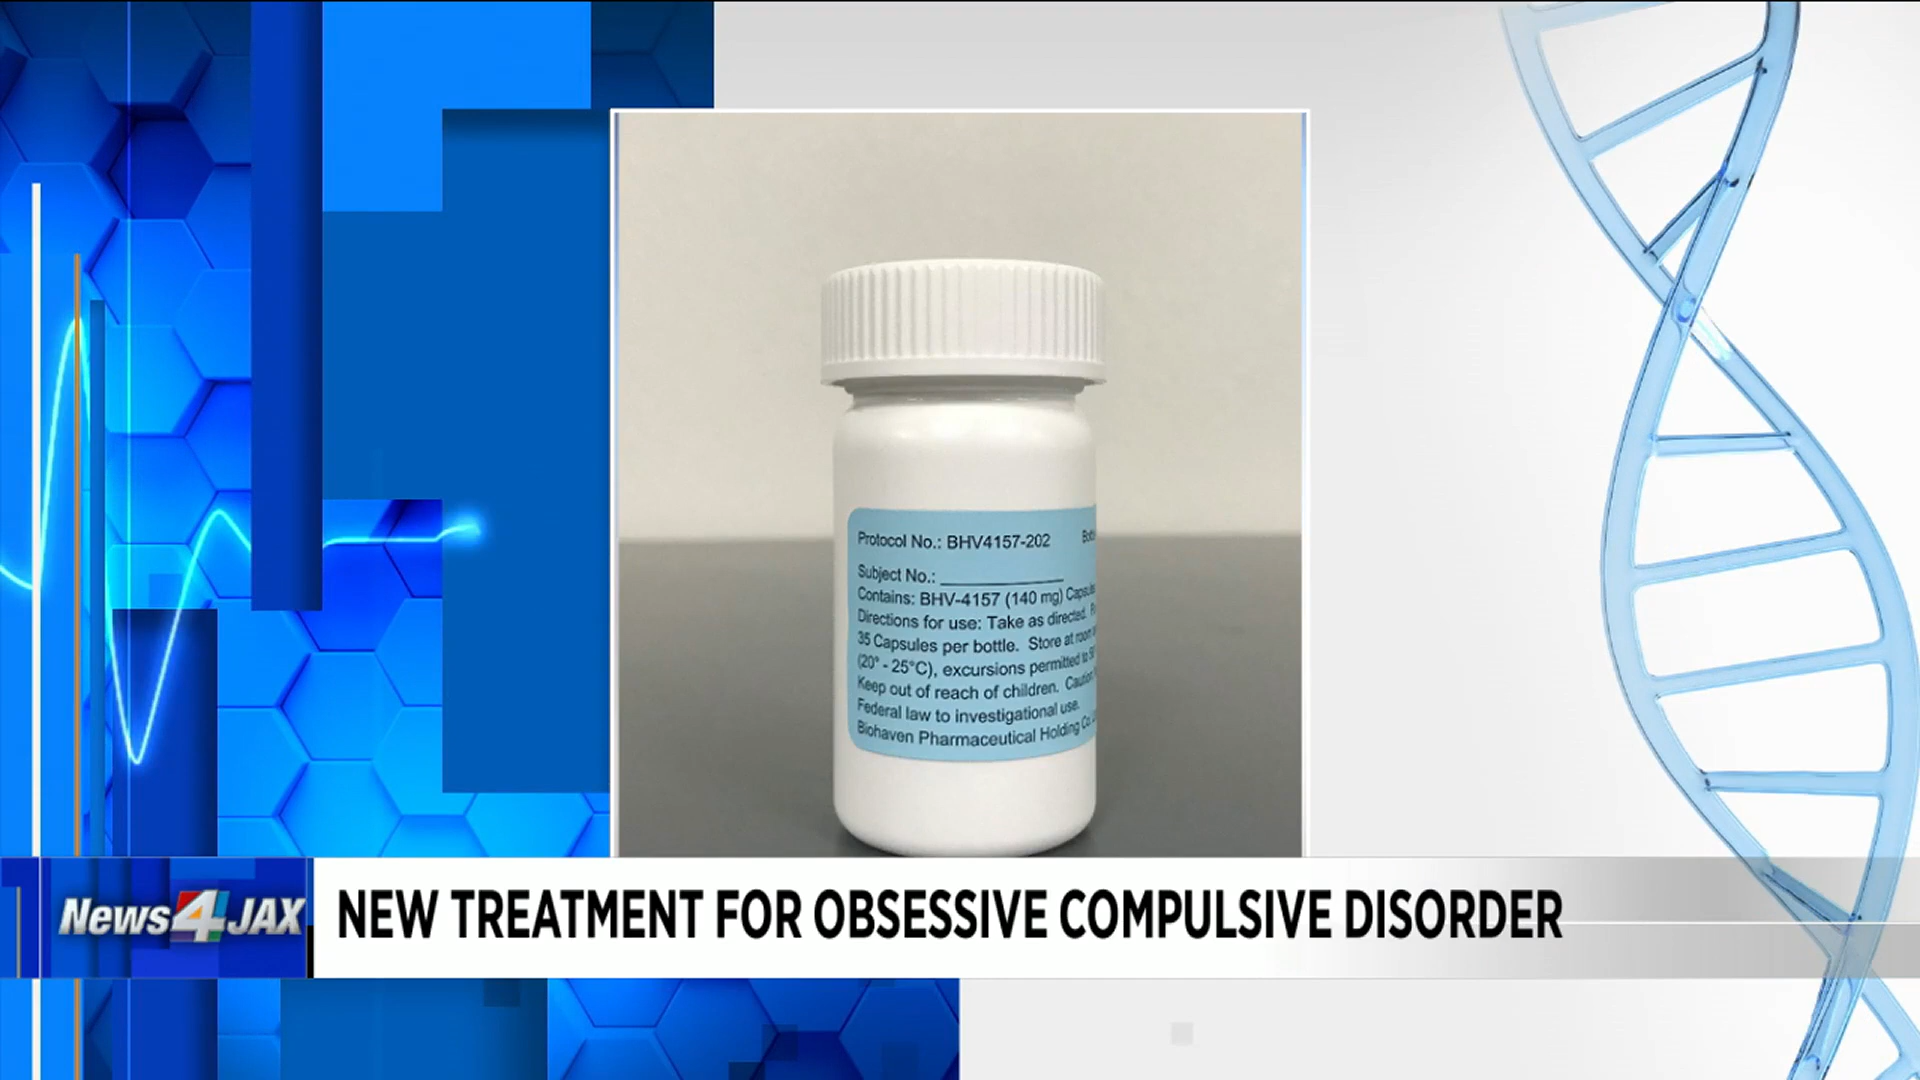 Protocol No.: BHV4157-202
Subject No.:
Contains: BHV-4157 (140 mg)
Directions for use: Take as directed.
35 Capsules per bottle. Store at room
(20° - 25°C), excursions permitted to
Keep out of reach of children.
Federal law to investigational use.
Biohaven Pharmaceutical Holding
News4JAX
NEW TREATMENT FOR OBSESSIVE COMPULSIVE DISORDER